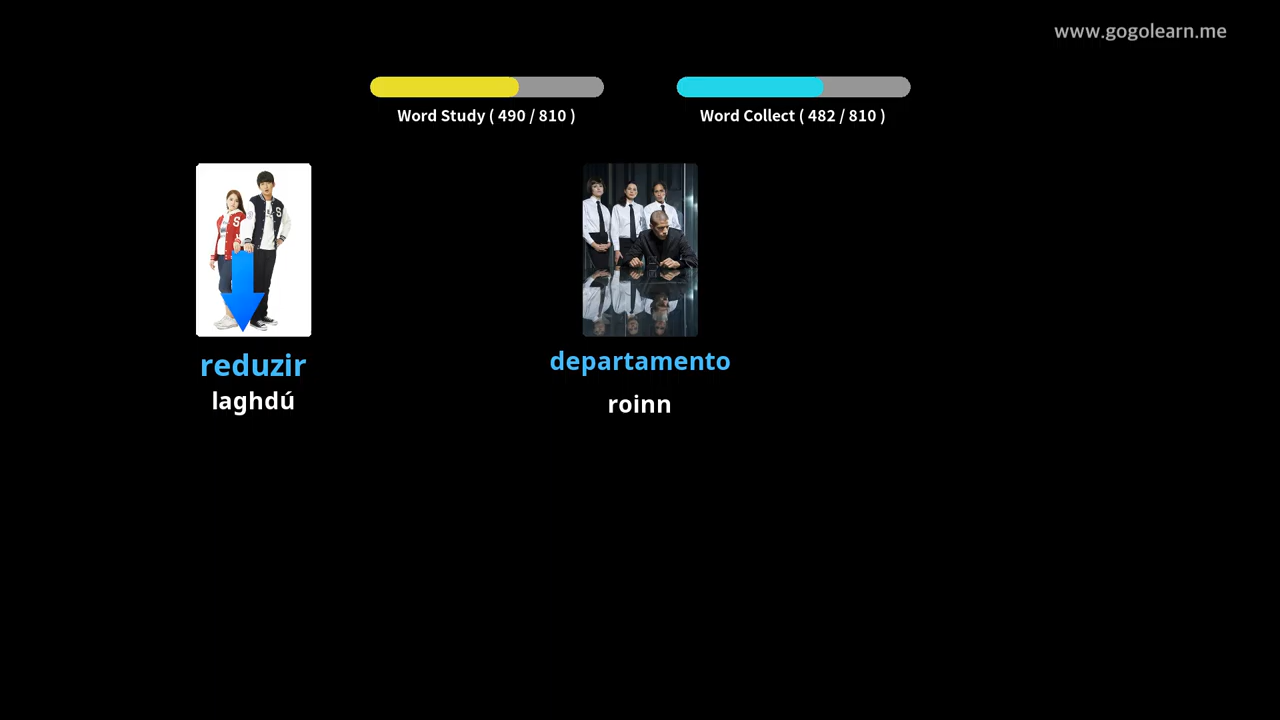 www.gogolearn.me
Word Study ( 490 / 810 )
Word Collect ( 482 / 810 )
reduzir
laghdú
departamento
roinn